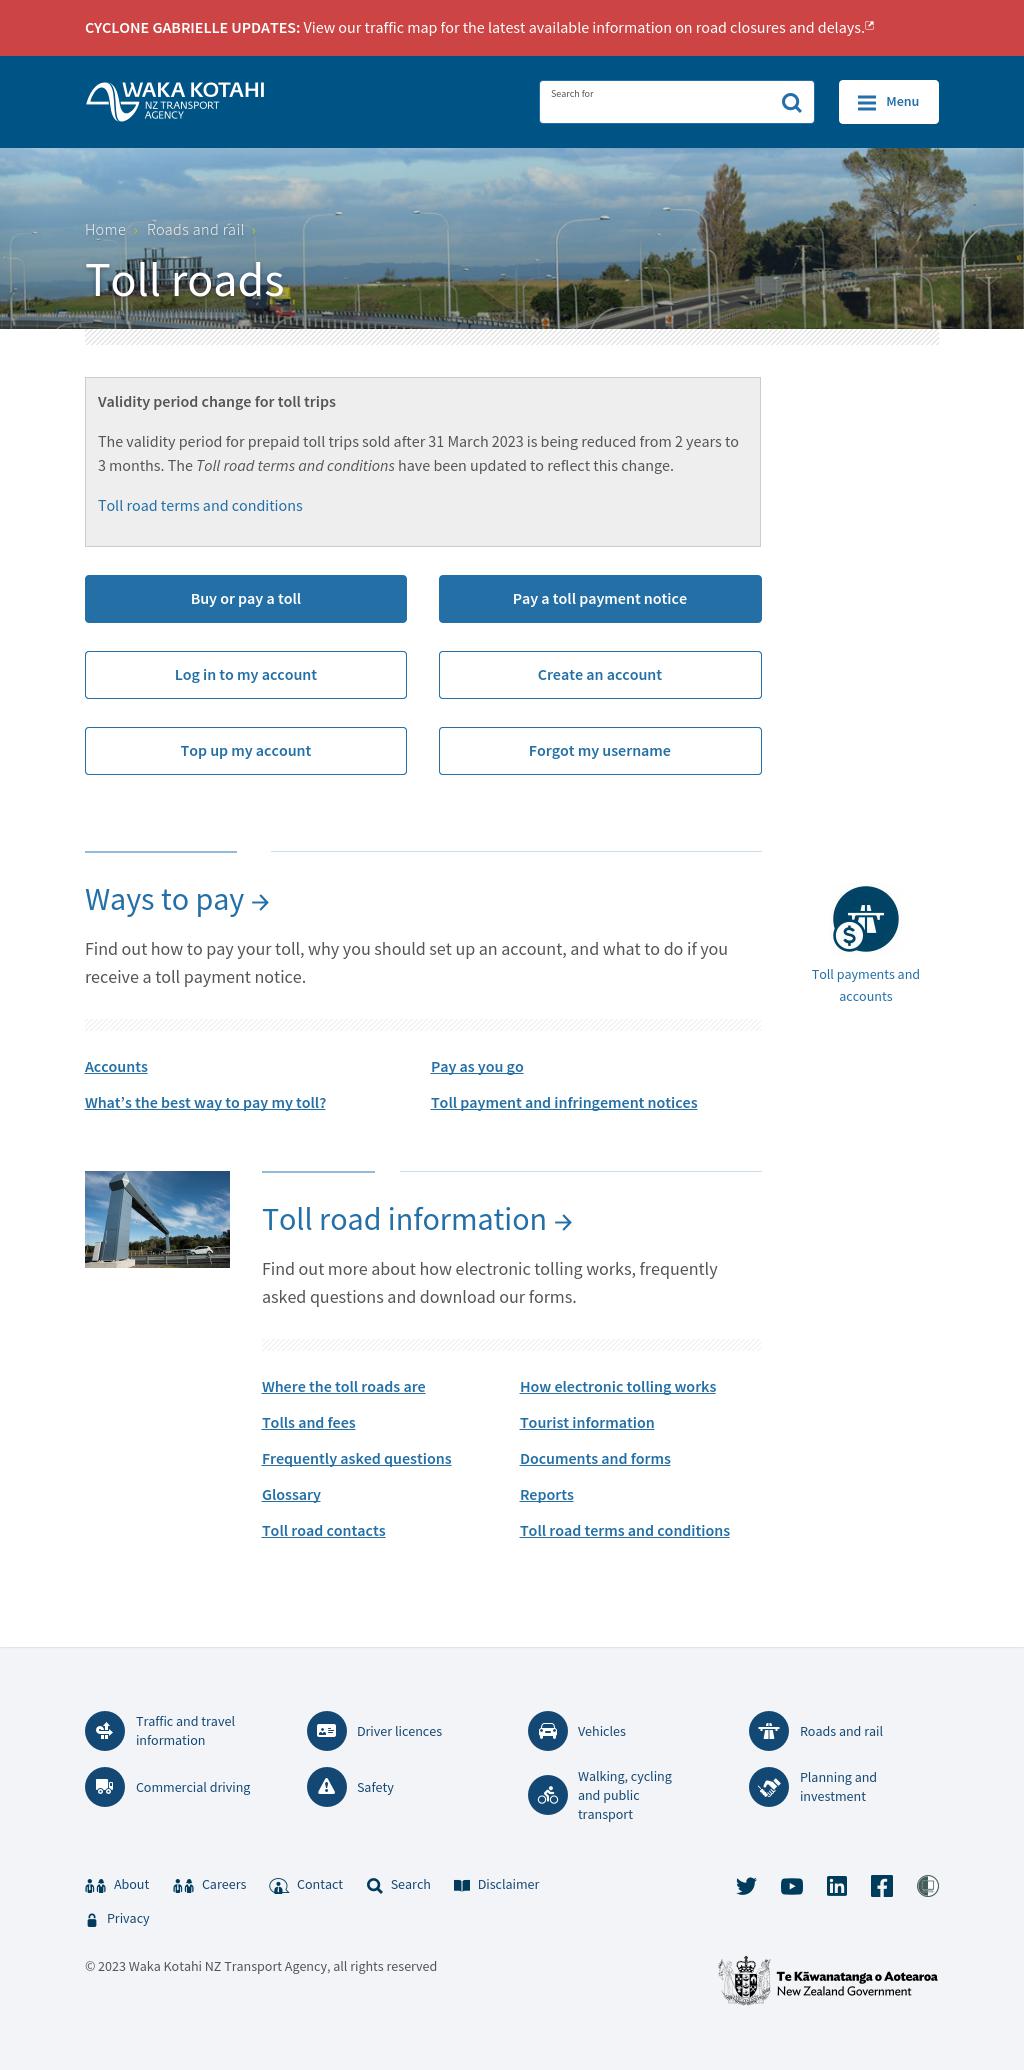 CYCLONE GABRIELLE UPDATES: View our traffic map for the latest available information on road closures and delays.
WAKA KOTAHI
NZ TRANSPORT
AGENCY
Search for
Menu
Home › Roads and rail ›
Toll roads
Validity period change for toll trips
The validity period for prepaid toll trips sold after 31 March 2023 is being reduced from 2 years to
3 months. The Toll road terms and conditions have been updated to reflect this change.
Toll road terms and conditions
Buy or pay a toll
Pay a toll payment notice
Log in to my account
Create an account
Top up my account
Forgot my username
Ways to pay →
Find out how to pay your toll, why you should set up an account, and what to do if you
receive a toll payment notice.
Toll payments and
accounts
Accounts
Pay as you go
What’s the best way to pay my toll?
Toll payment and infringement notices
Toll road information →
Find out more about how electronic tolling works, frequently
asked questions and download our forms.
Where the toll roads are
How electronic tolling works
Tolls and fees
Tourist information
Frequently asked questions
Documents and forms
Glossary
Reports
Toll road contacts
Toll road terms and conditions
Traffic and travel
information
Driver licences
Vehicles
Roads and rail
Commercial driving
Safety
Walking, cycling
and public
transport
Planning and
investment
About
Careers
Contact
Search
Disclaimer
Privacy
© 2023 Waka Kotahi NZ Transport Agency, all rights reserved
Te Kāwanatanga o Aotearoa
New Zealand Government